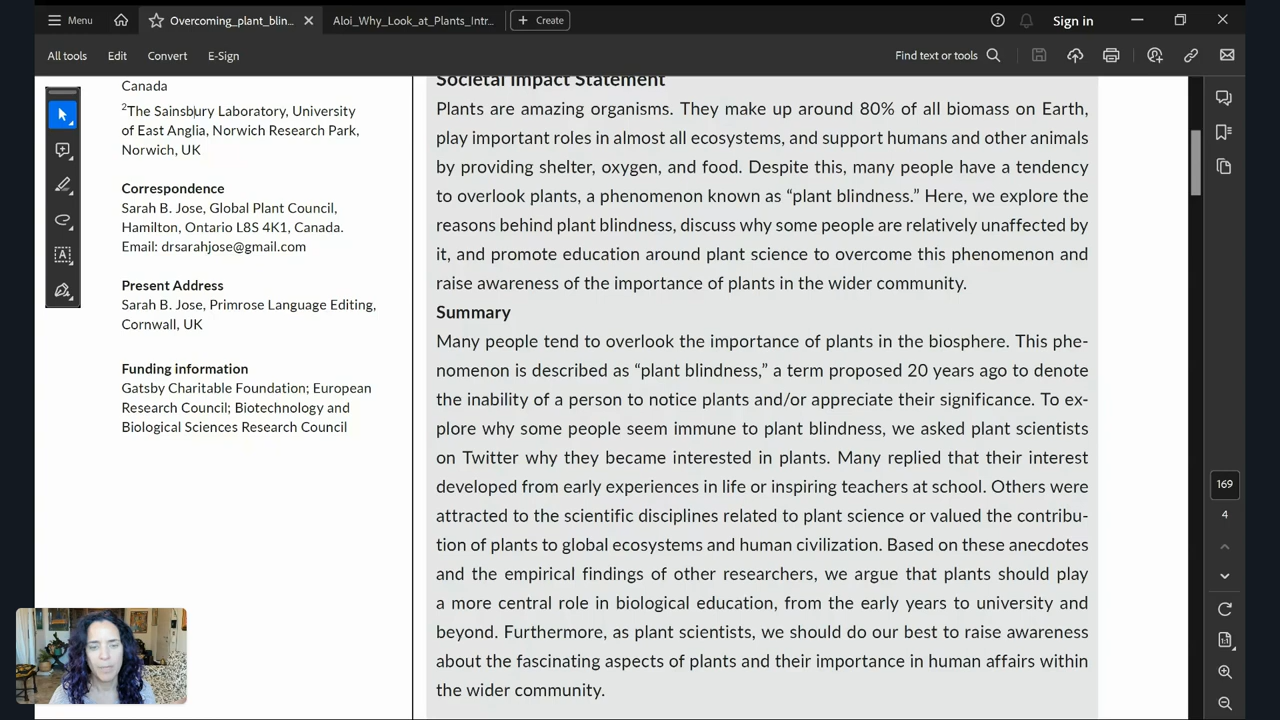 Menu
Overcoming_plant_blin...
Aloi_Why_Look_at_Plants_Intr...
Create
Sign in
All tools
Edit
Convert
E-Sign
Find text or tools
Canada
2The Sainsbury Laboratory, University
of East Anglia, Norwich Research Park,
Norwich, UK
Correspondence
Sarah B. Jose, Global Plant Council,
Hamilton, Ontario L8S 4K1, Canada.
Email: drsarahjose@gmail.com
Present Address
Sarah B. Jose, Primrose Language Editing,
Cornwall, UK
Funding information
Gatsby Charitable Foundation; European
Research Council; Biotechnology and
Biological Sciences Research Council
Societal Impact Statement
Plants are amazing organisms. They make up around 80% of all biomass on Earth,
play important roles in almost all ecosystems, and support humans and other animals
by providing shelter, oxygen, and food. Despite this, many people have a tendency
to overlook plants, a phenomenon known as “plant blindness.” Here, we explore the
reasons behind plant blindness, discuss why some people are relatively unaffected by
it, and promote education around plant science to overcome this phenomenon and
raise awareness of the importance of plants in the wider community.
Summary
Many people tend to overlook the importance of plants in the biosphere. This phe-
nomenon is described as “plant blindness,” a term proposed 20 years ago to denote
the inability of a person to notice plants and/or appreciate their significance. To ex-
plore why some people seem immune to plant blindness, we asked plant scientists
on Twitter why they became interested in plants. Many replied that their interest
developed from early experiences in life or inspiring teachers at school. Others were
attracted to the scientific disciplines related to plant science or valued the contribu-
tion of plants to global ecosystems and human civilization. Based on these anecdotes
and the empirical findings of other researchers, we argue that plants should play
a more central role in biological education, from the early years to university and
beyond. Furthermore, as plant scientists, we should do our best to raise awareness
about the fascinating aspects of plants and their importance in human affairs within
the wider community.
169
4